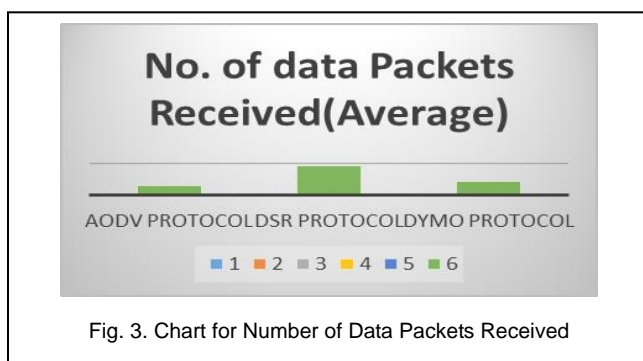 No. of data Packets
Received(Average)
AODV PROTOCOLDSR PROTOCOLDYMO PROTOCOL
1 2 3 4 5 6
Fig. 3. Chart for Number of Data Packets Received